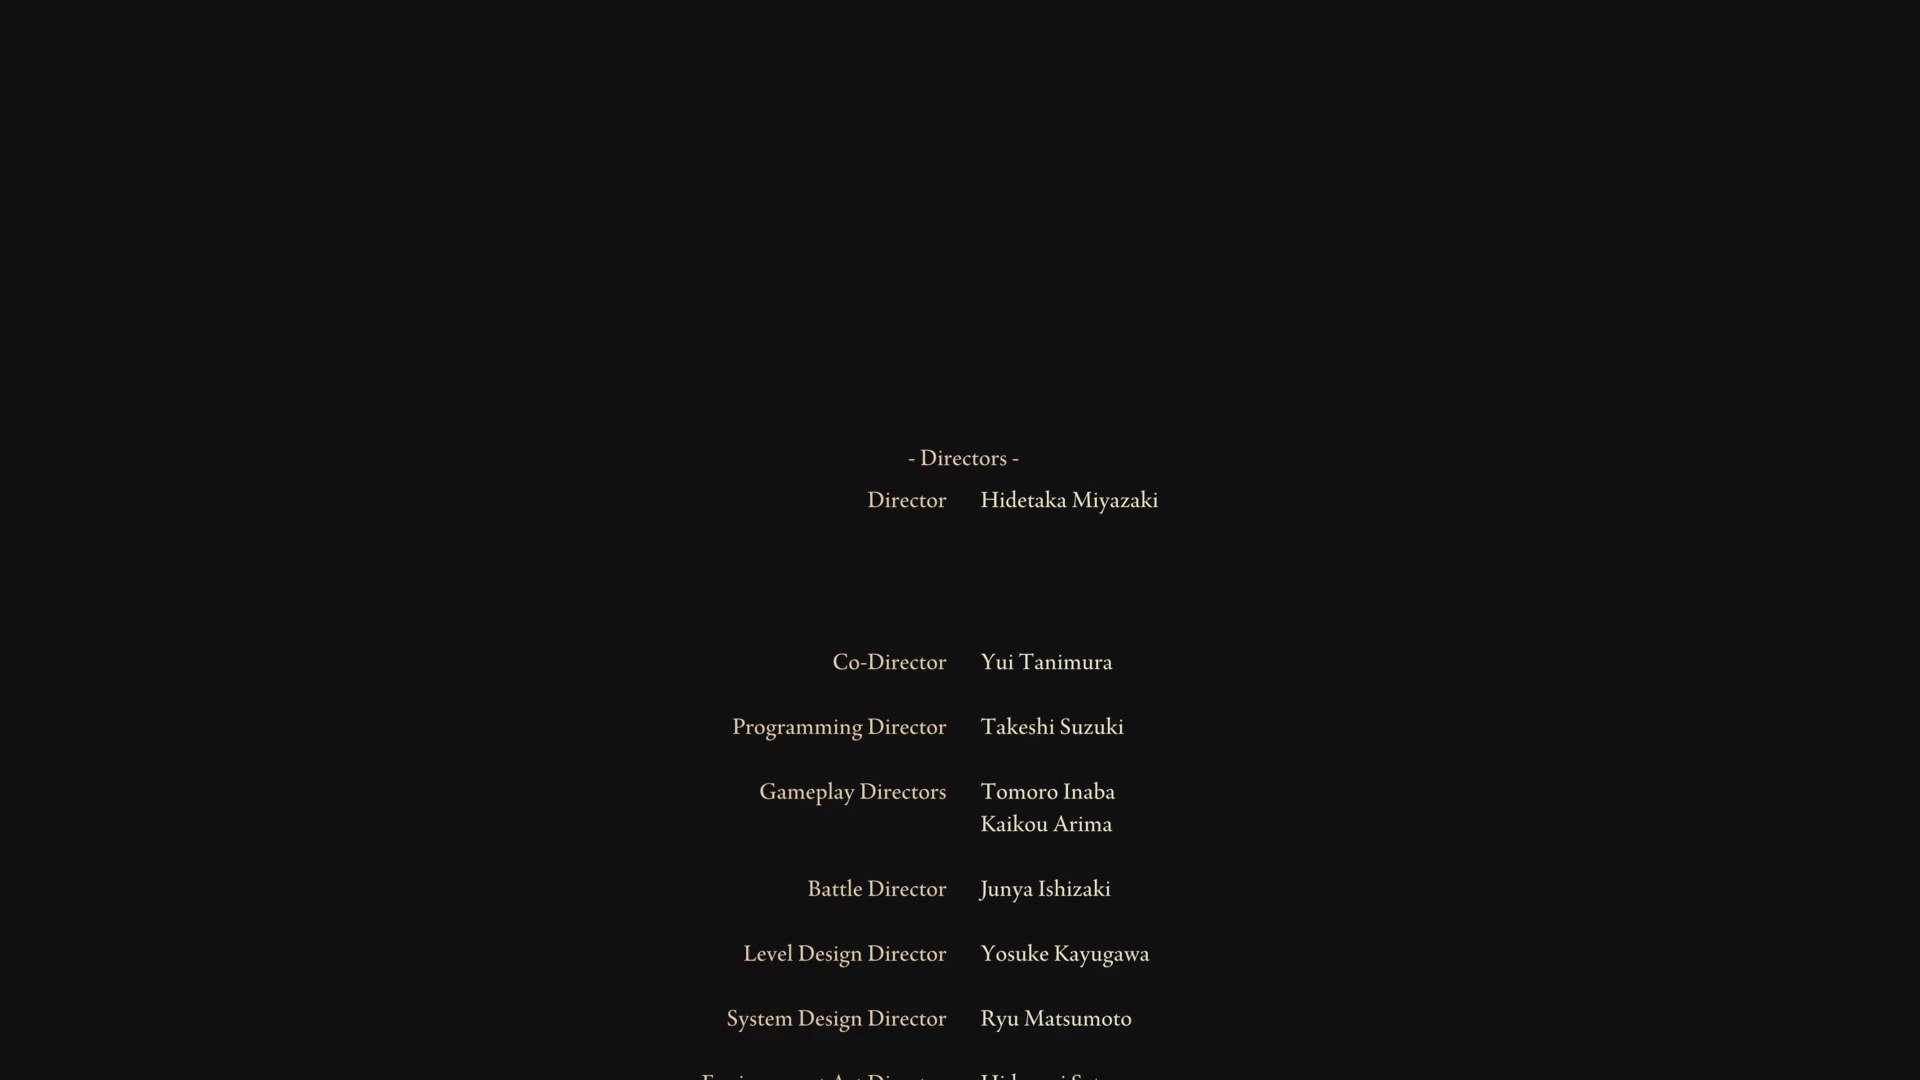 - Directors -
Director Hidetaka Miyazaki
Co-Director Yui Tanimura
Programming Director Takeshi Suzuki
Gameplay Directors Tomoro Inaba
Kaikou Arima
Battle Director Junya Ishizaki
Level Design Director Yosuke Kayugawa
System Design Director Ryu Matsumoto